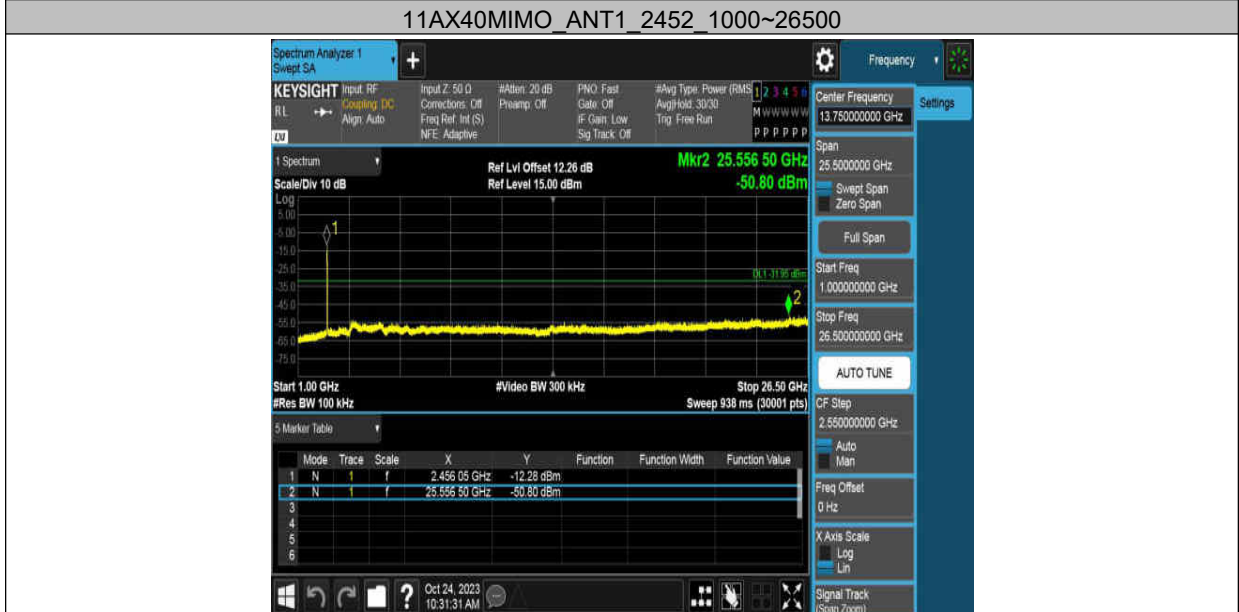 11AX40MIMO_ANT1_2452_1000~26500
Spectrum Analyzer 1
Swept SA
+
Frequency
KEYSIGHT
RL
LXI
Input: RF
Coupling: DC
Align: Auto
Input Z: 50 Ω
Corrections: Off
Freq Ref: Int (S)
NFE: Adaptive
#Atten: 20 dB
Preamp: Off
PNO: Fast
Gate: Off
IF Gain: Low
Sig Track: Off
#Avg Type: Power (RMS
Avg|Hold: 30/30
Trig: Free Run
1 2 3 4 5 6
M W W W W W
P P P P P P
1 Spectrum
Scale/Div 10 dB
Ref Lvl Offset 12.26 dB
Ref Level 15.00 dBm
Mkr2 25.556 50 GHz
-50.80 dBm
Log
5.00
-5.00
-15.0
-25.0
-35.0
-45.0
-55.0
-65.0
-75.0
1
2
DL1 -31.95 dBm
Start 1.00 GHz
#Res BW 100 kHz
#Video BW 300 kHz
Stop 26.50 GHz
Sweep 938 ms (30001 pts)
5 Marker Table
Mode Trace Scale X Y Function Function Width Function Value
1 N 1 f 2.456 05 GHz -12.28 dBm
2 N 1 f 25.556 50 GHz -50.80 dBm
3
4
5
6
?
Oct 24, 2023
10:31:31 AM
Center Frequency
13.750000000 GHz
Settings
Span
25.5000000 GHz
Swept Span
Zero Span
Full Span
Start Freq
1.000000000 GHz
Stop Freq
26.500000000 GHz
AUTO TUNE
CF Step
2.550000000 GHz
Auto
Man
Freq Offset
0 Hz
X Axis Scale
Log
Lin
Signal Track
(Span Zoom)